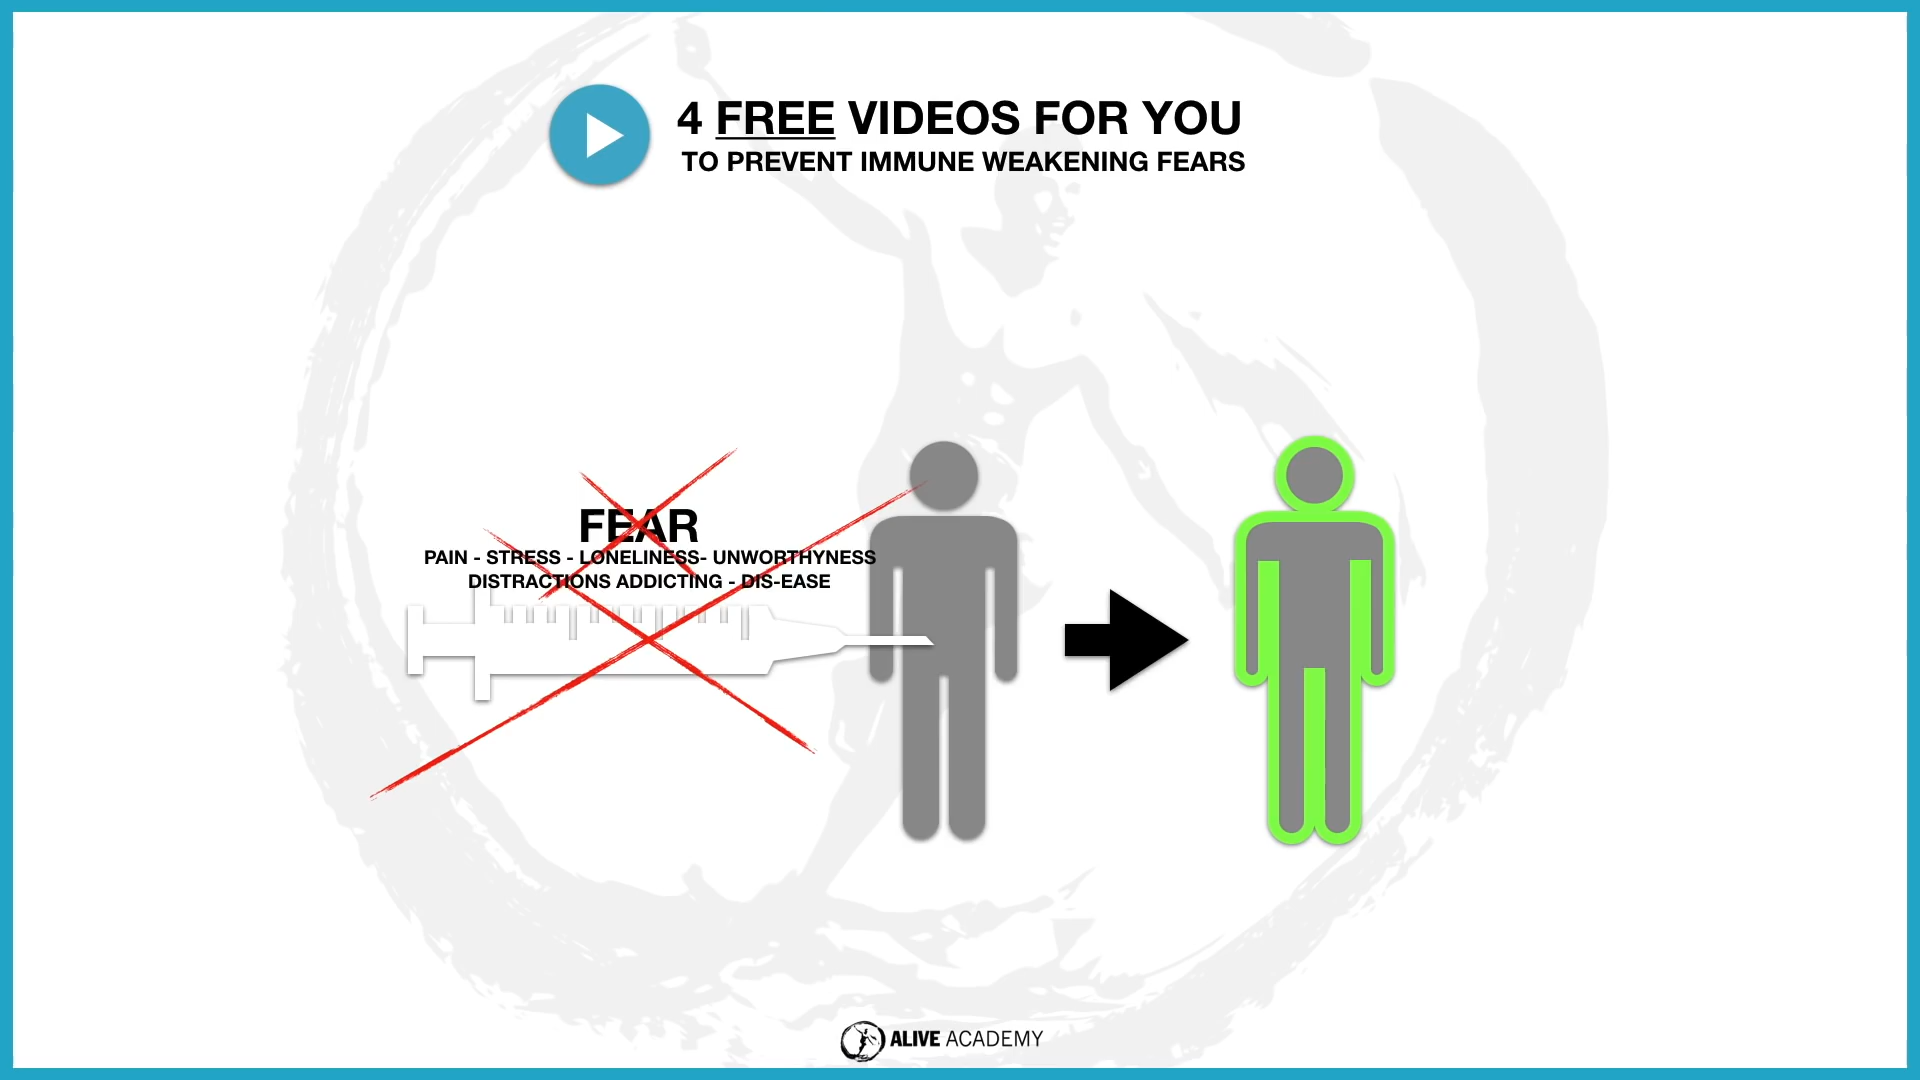 4 FREE VIDEOS FOR YOU
TO PREVENT IMMUNE WEAKENING FEARS
FEAR
PAIN - STRESS - LONELINESS- UNWORTHYNESS
DISTRACTIONS ADDICTING - DIS-EASE
ALIVE ACADEMY